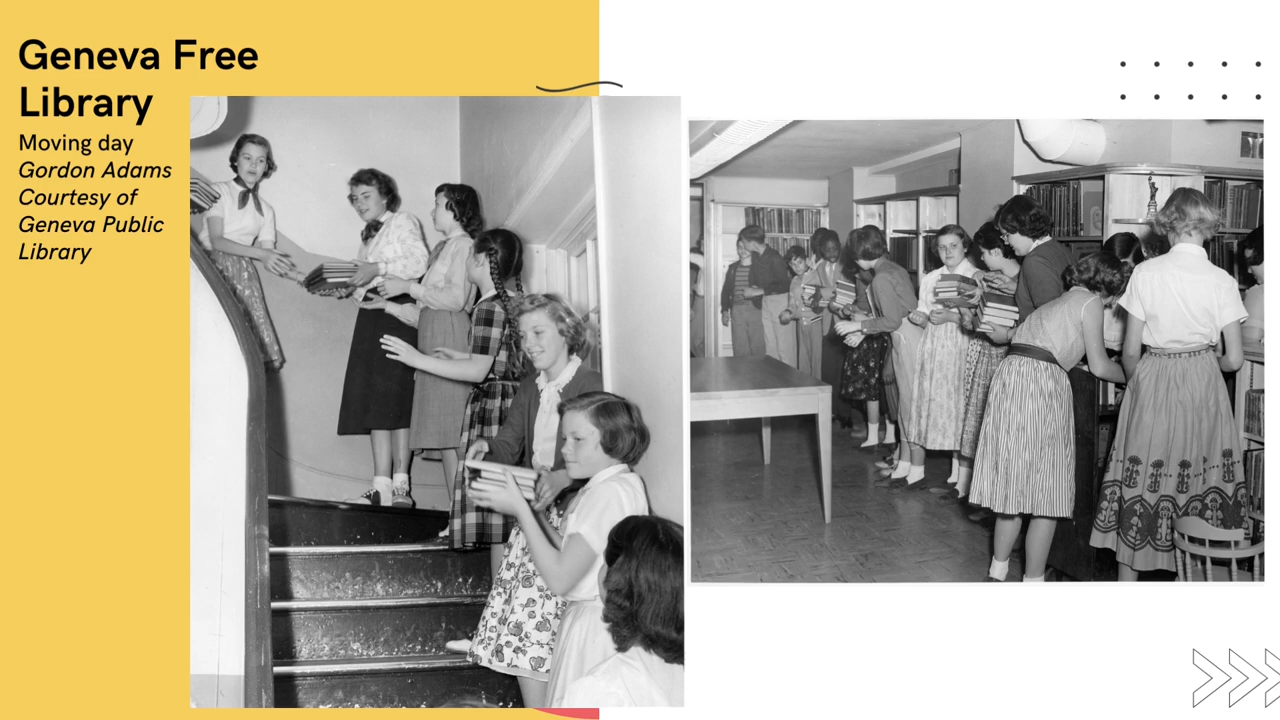 Geneva Free
Library
Moving day
Gordon Adams
Courtesy of
Geneva Public
Library